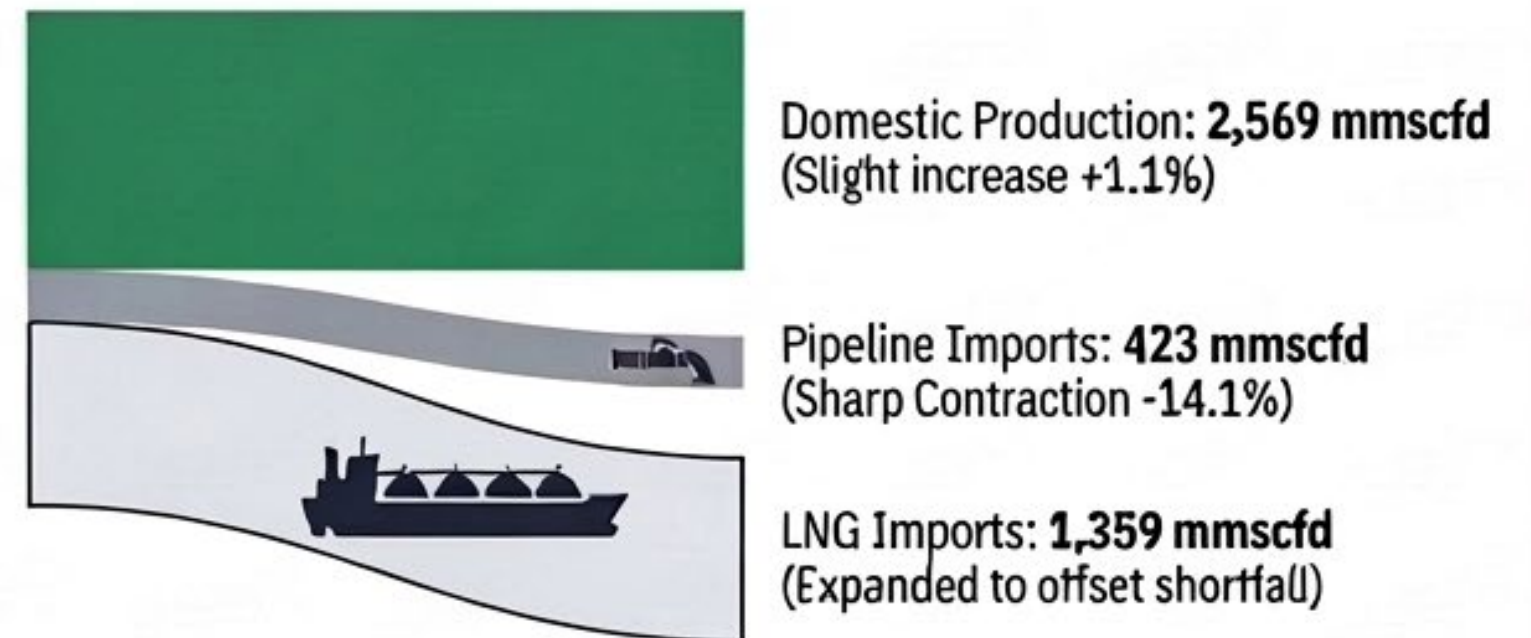 Domestic Production: 2,569 mmscfd
(Slight increase +1.1%)
Pipeline Imports: 423 mmscfd
(Sharp Contraction -14.1%)
LNG Imports: 1,359 mmscfd
(Expanded to offset shortfall)